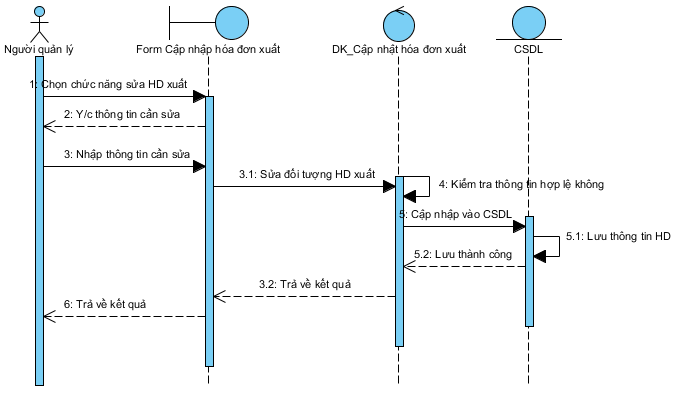 Người quản lý
Form Cập nhập hóa đơn xuất
DK_Cập nhật hóa đơn xuất
CSDL
1: Chọn chức năng sửa HD xuất
2: Y/c thông tin cần sửa
3: Nhập thông tin cần sửa
3.1: Sửa đối tượng HD xuất
4: Kiểm tra thông tin hợp lệ không
5: Cập nhập vào CSDL
5.1: Lưu thông tin HD
5.2: Lưu thành công
3.2: Trả về kết quả
6: Trả về kết quả